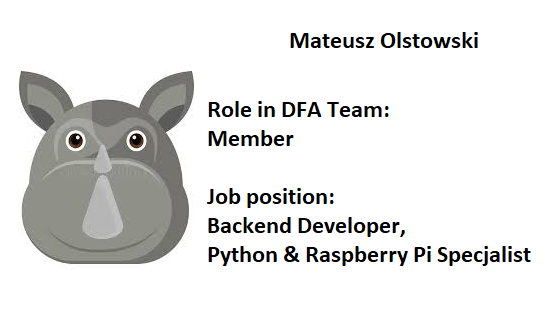 Mateusz Olstowski
Role in DFA Team:
Member
Job position:
Backend Developer,
Python & Raspberry Pi Specjalist